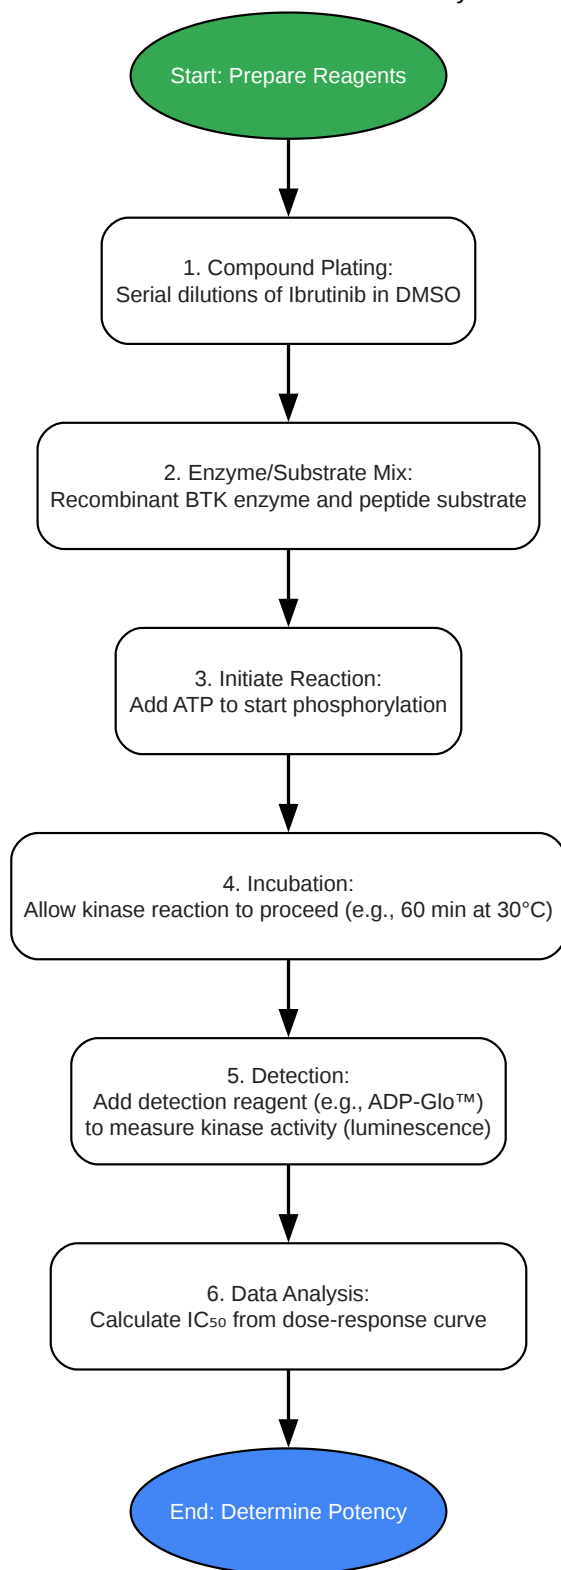 Start: Prepare Reagents
1. Compound Plating:
Serial dilutions of Ibrutinib in DMSO
2. Enzyme/Substrate Mix:
Recombinant BTK enzyme and peptide substrate
3. Initiate Reaction:
Add ATP to start phosphorylation
4. Incubation:
Allow kinase reaction to proceed (e.g., 60 min at 30°C)
5. Detection:
Add detection reagent (e.g., ADP-Glo™)
to measure kinase activity (luminescence)
6. Data Analysis:
Calculate IC₅₀ from dose-response curve
End: Determine Potency